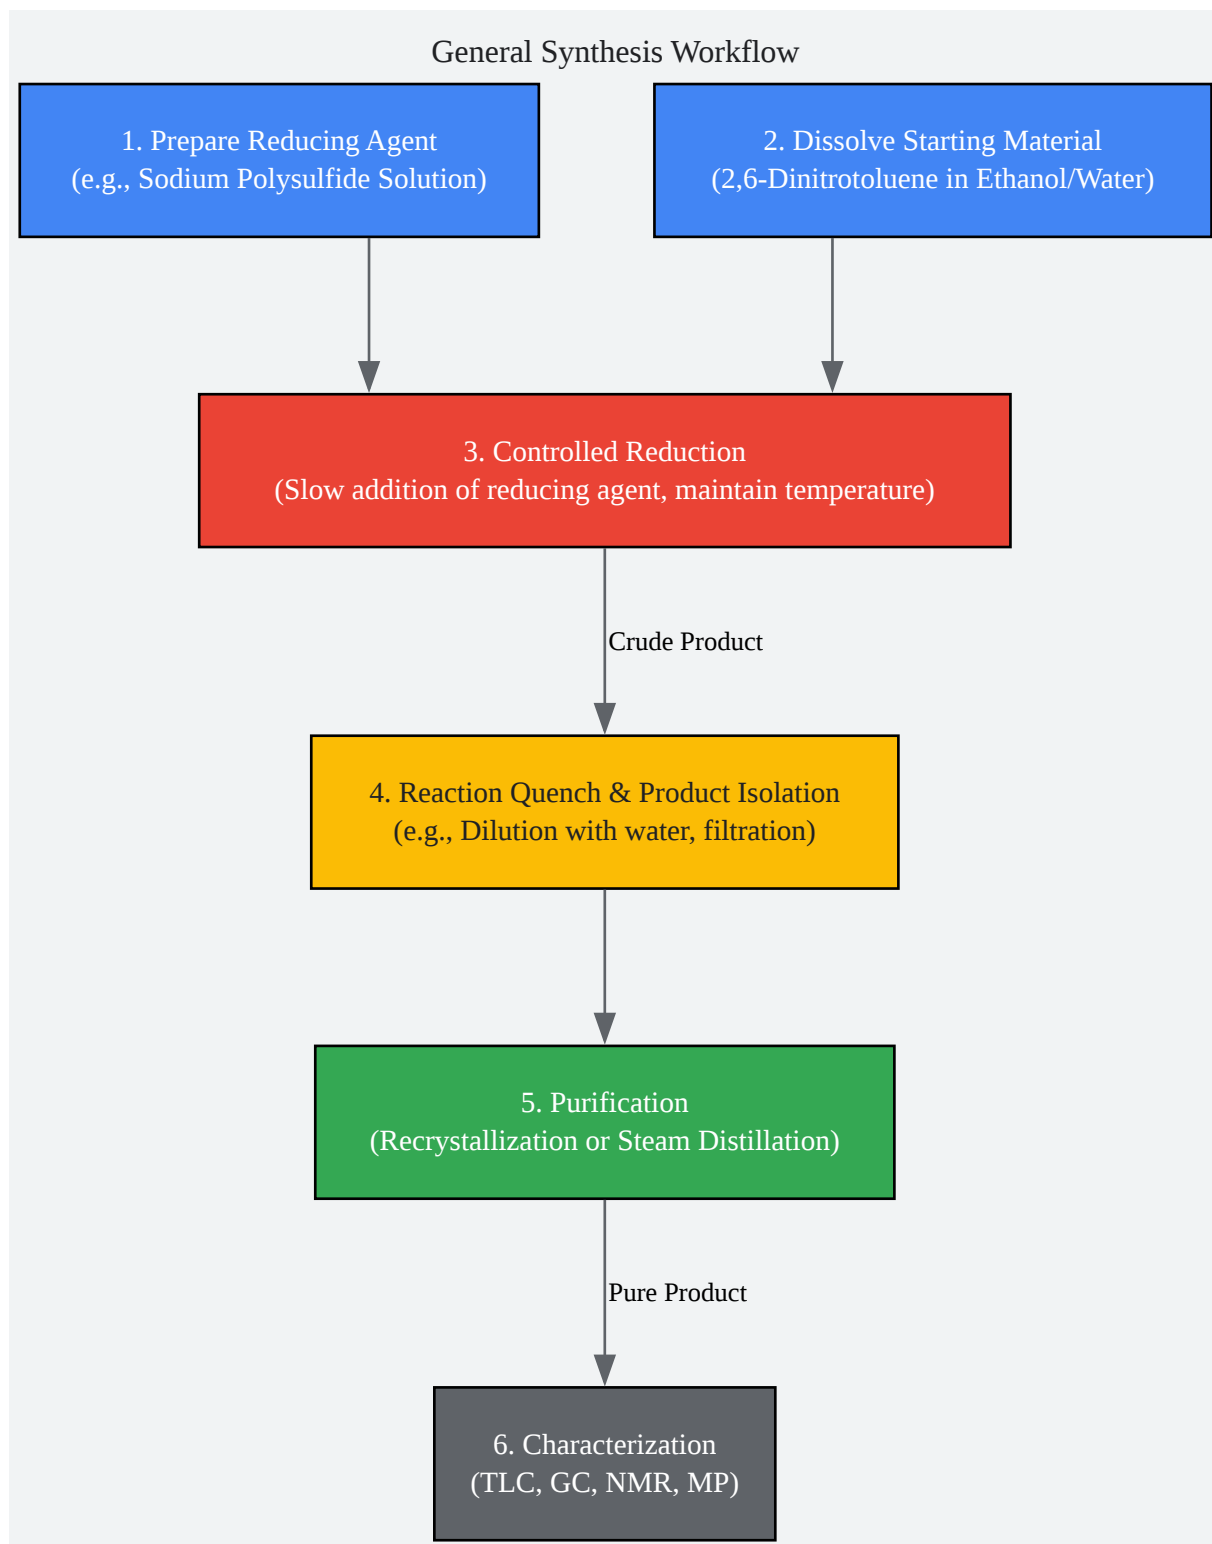 General Synthesis Workflow
1. Prepare Reducing Agent
(e.g., Sodium Polysulfide Solution)
2. Dissolve Starting Material
(2,6-Dinitrotoluene in Ethanol/Water)
3. Controlled Reduction
(Slow addition of reducing agent, maintain temperature)
Crude Product
4. Reaction Quench & Product Isolation
(e.g., Dilution with water, filtration)
5. Purification
(Recrystallization or Steam Distillation)
Pure Product
6. Characterization
(TLC, GC, NMR, MP)